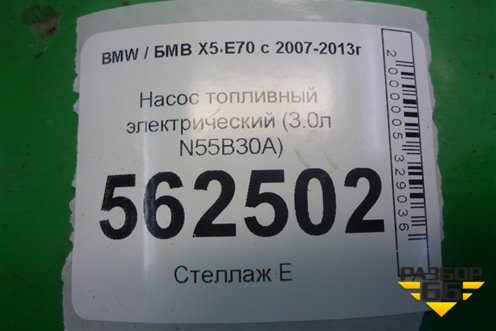 BMW / БМВ X5 E70 с 2007-2013г
Насос топливный
электрический (3.0л
N55B30A)
562502
Стеллаж E
2000005329036
РАЗБОР
66